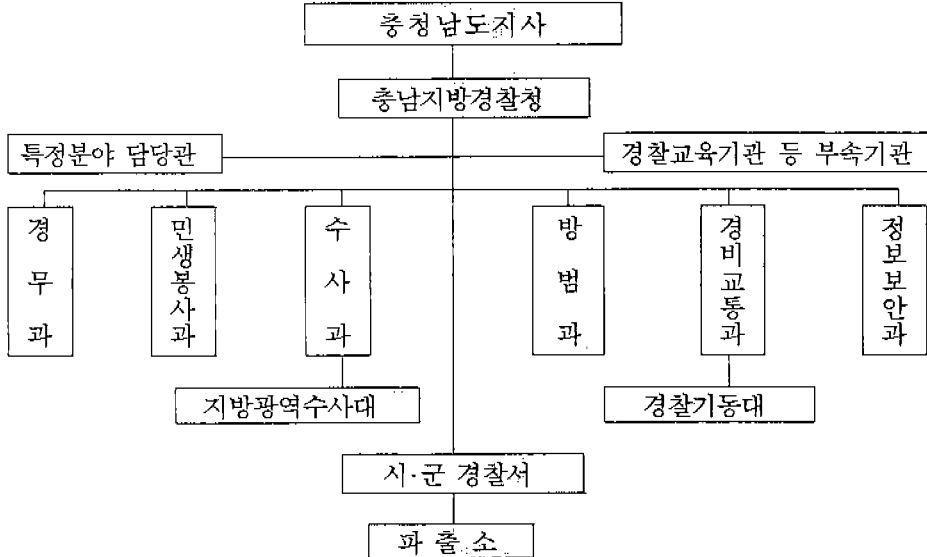 충청남도지사
충남지방경찰청
특정분야 담당관
경찰교육기관 등 부속기관
경무과
민생봉사과
수사과
방범과
경비교통과
정보보안과
지방광역수사대
경찰기동대
시·군 경찰서
파출소